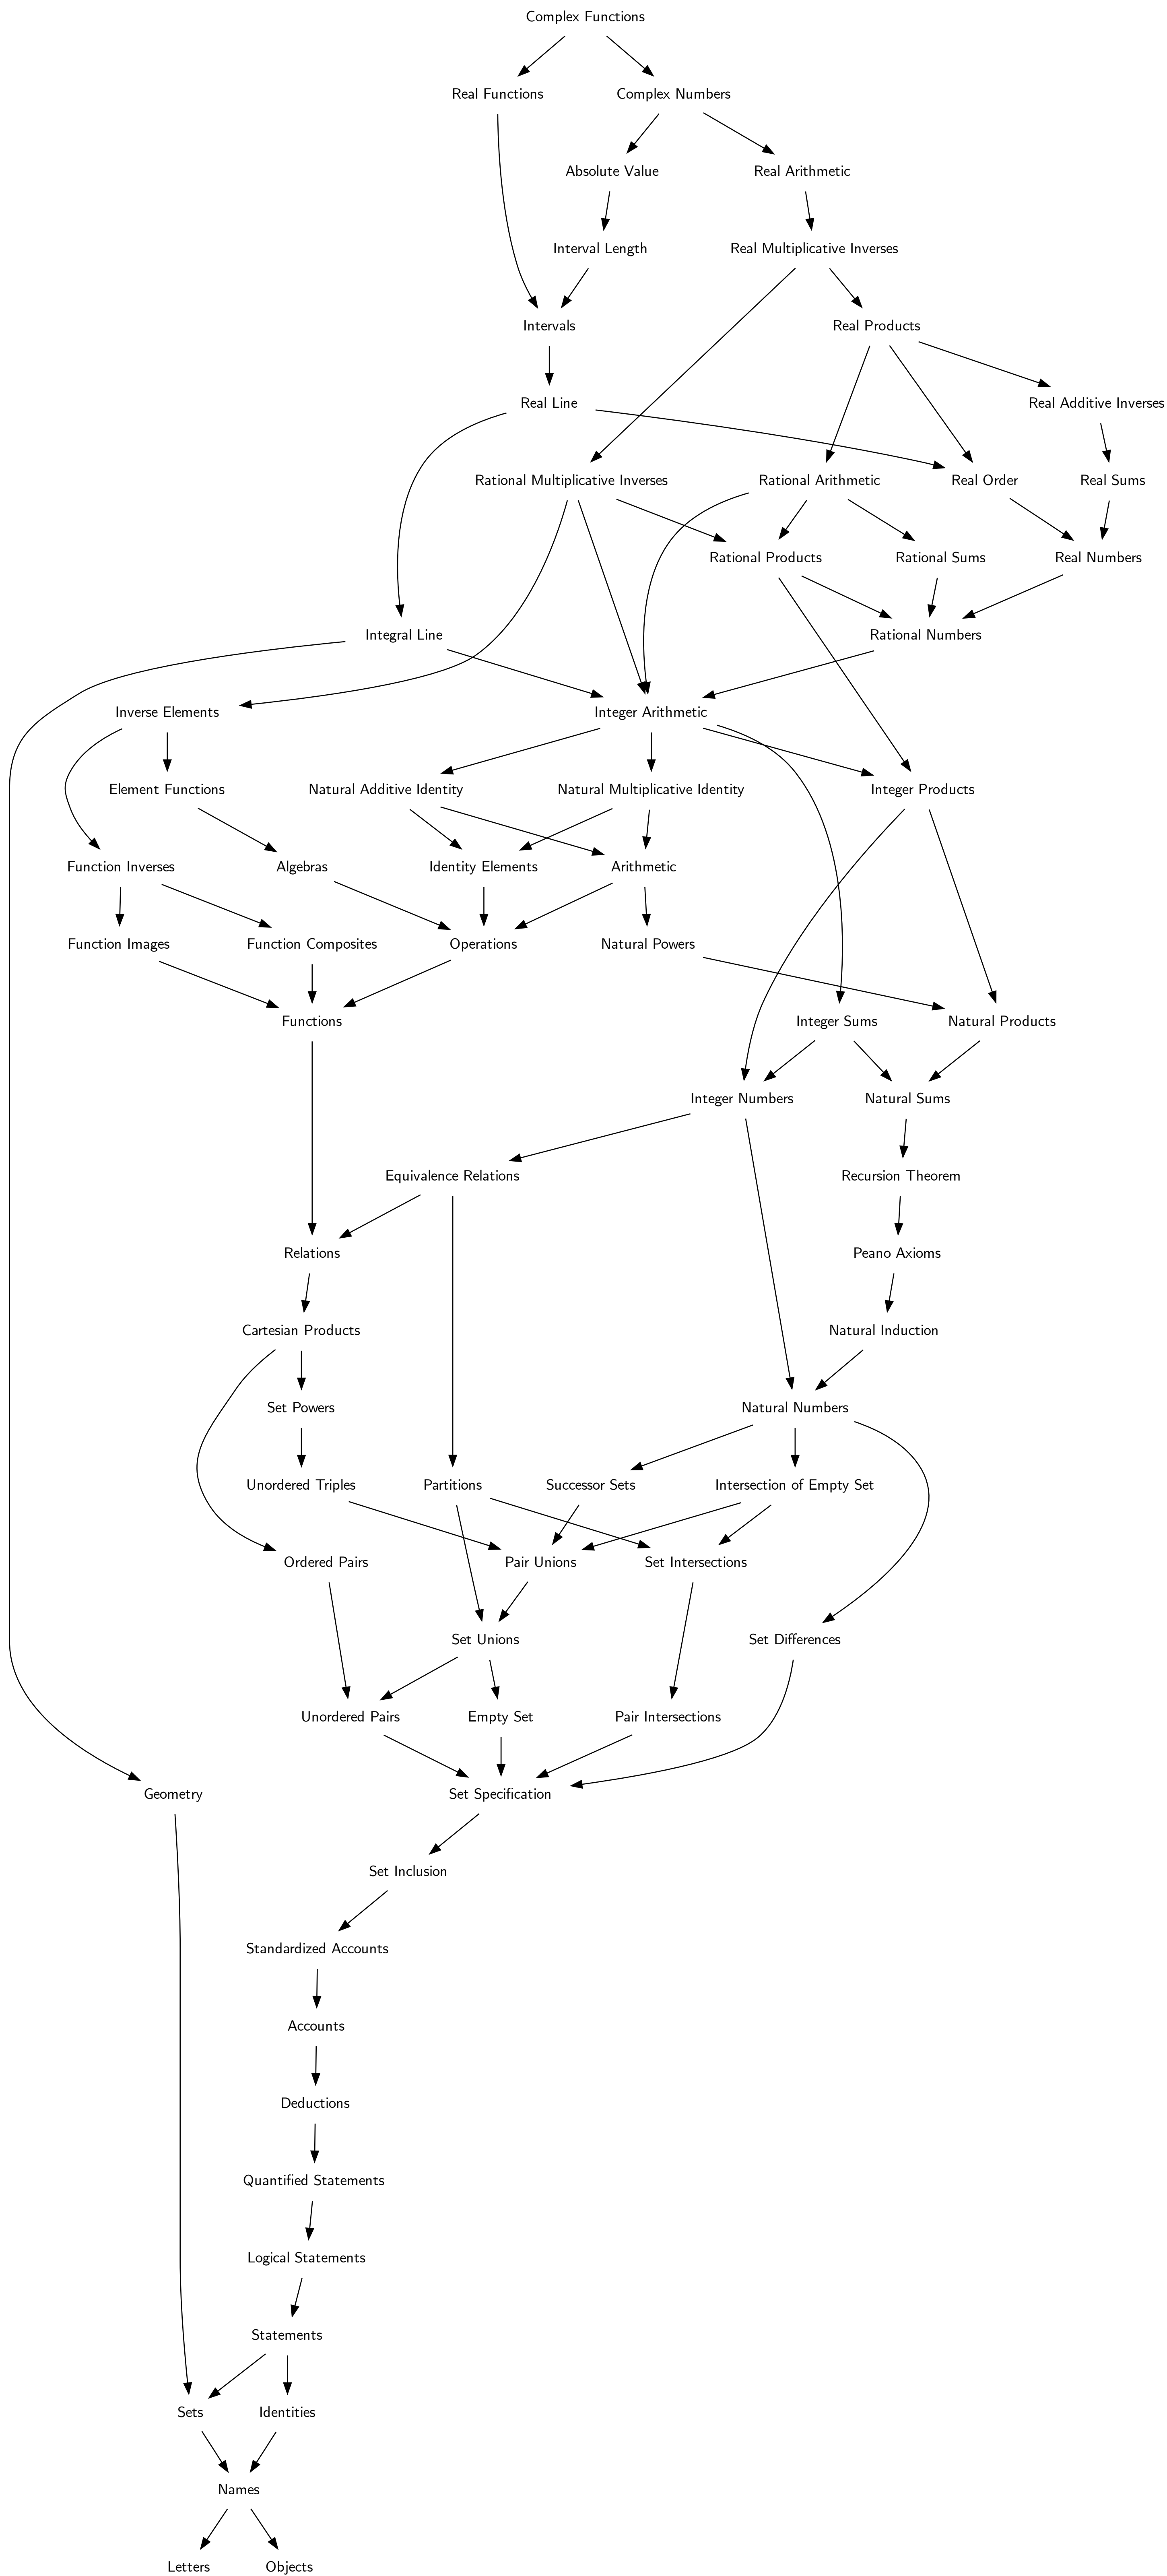 Complex Functions
Real Functions
Complex Numbers
Absolute Value
Real Arithmetic
Interval Length
Real Multiplicative Inverses
Intervals
Real Products
Real Line
Real Additive Inverses
Rational Multiplicative Inverses
Rational Arithmetic
Real Order
Real Sums
Rational Products
Rational Sums
Real Numbers
Integral Line
Rational Numbers
Inverse Elements
Integer Arithmetic
Element Functions
Natural Additive Identity
Natural Multiplicative Identity
Integer Products
Function Inverses
Algebras
Identity Elements
Arithmetic
Function Images
Function Composites
Operations
Natural Powers
Functions
Integer Sums
Natural Products
Integer Numbers
Natural Sums
Equivalence Relations
Recursion Theorem
Relations
Peano Axioms
Cartesian Products
Natural Induction
Set Powers
Natural Numbers
Unordered Triples
Partitions
Successor Sets
Intersection of Empty Set
Ordered Pairs
Pair Unions
Set Intersections
Set Unions
Set Differences
Unordered Pairs
Empty Set
Pair Intersections
Geometry
Set Specification
Set Inclusion
Standardized Accounts
Accounts
Deductions
Quantified Statements
Logical Statements
Statements
Sets
Identities
Names
Letters
Objects